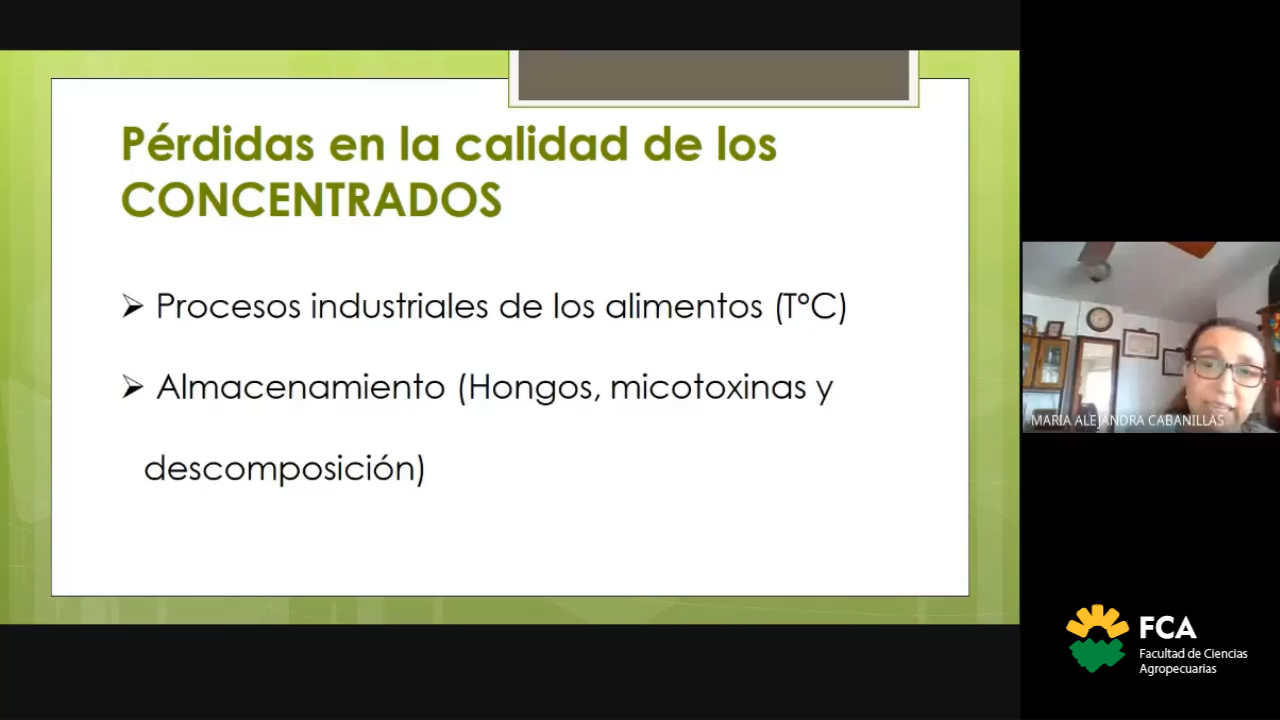 Pérdidas en la calidad de los
CONCENTRADOS
➢ Procesos industriales de los alimentos (T°C)
➢ Almacenamiento (Hongos, micotoxinas y
descomposición)
MARIA ALEJANDRA CABANILLAS
FCA
Facultad de Ciencias
Agropecuarias